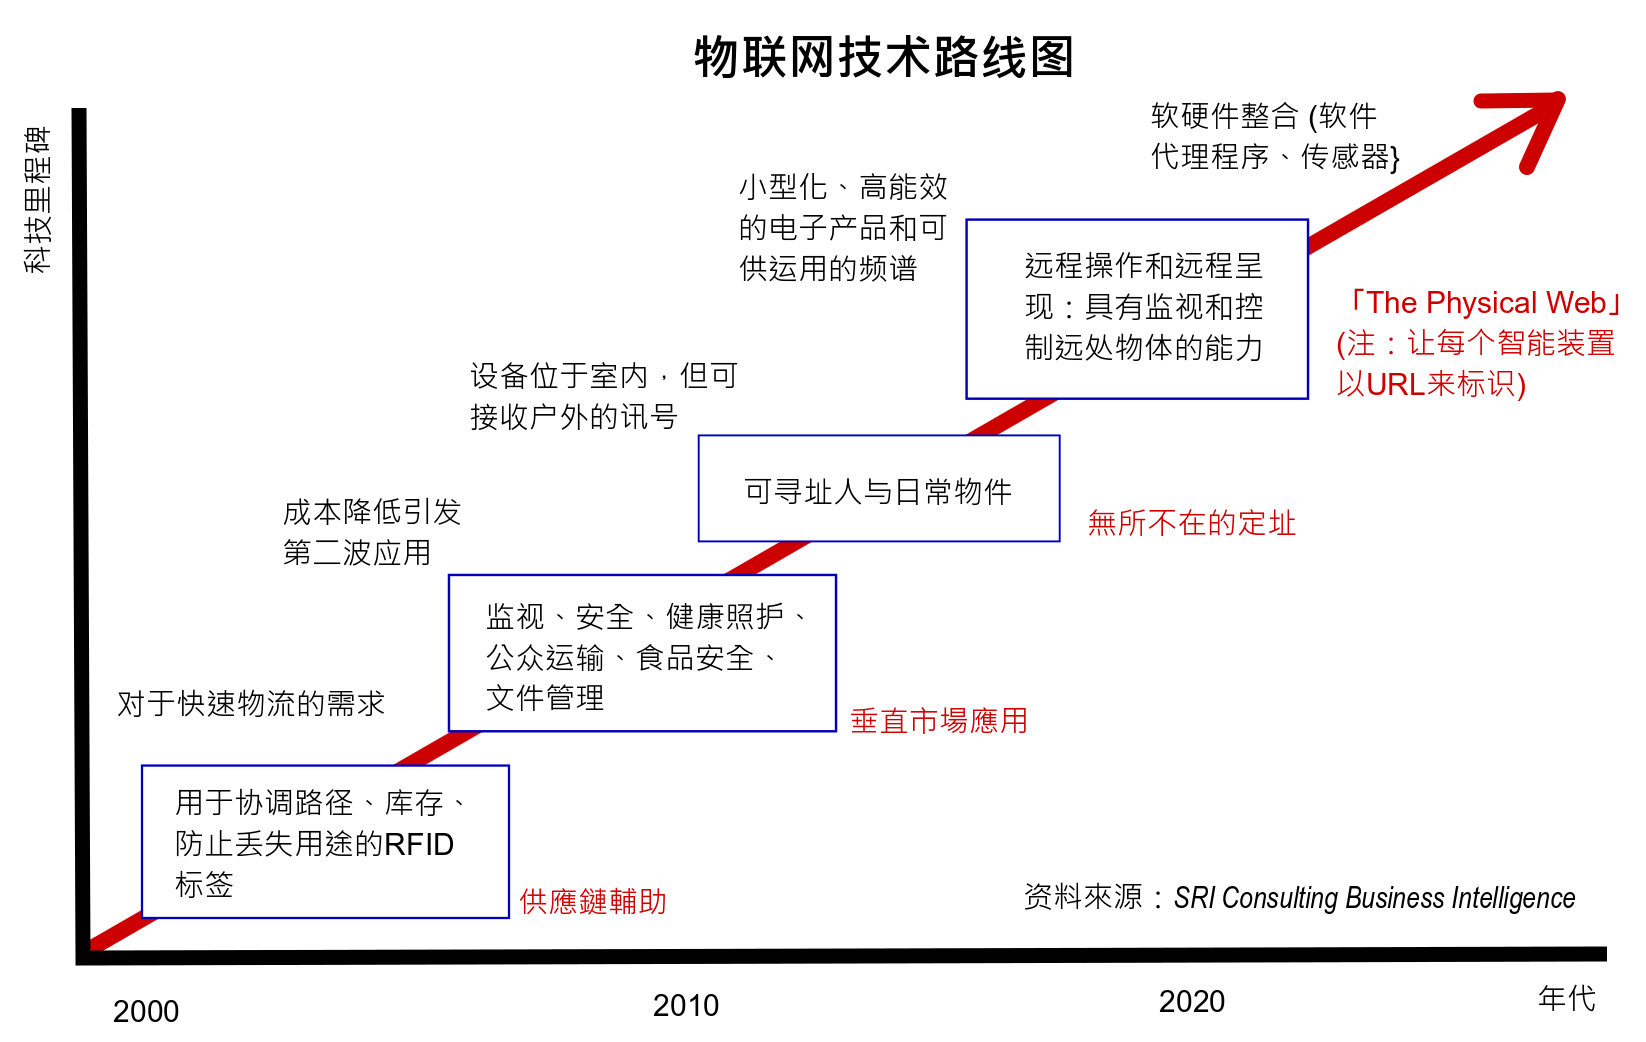 物联网技术路线图
科技里程碑
软硬件整合 (软件
代理程序、传感器}
小型化、高能效
的电子产品和可
供运用的频谱
远程操作和远程呈
现：具有监视和控
制远处物体的能力
「The Physical Web」
(注：让每个智能装置
以URL来标识)
设备位于室内，但可
接收户外的讯号
可寻址人与日常物件
無所不在的定址
成本降低引发
第二波应用
监视、安全、健康照护、
公众运输、食品安全、
文件管理
垂直市場應用
对于快速物流的需求
用于协调路径、库存、
防止丢失用途的RFID
标签
供應鏈輔助
资料來源：SRI Consulting Business Intelligence
2000
2010
2020
年代